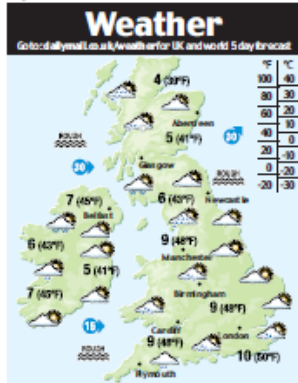 Weather
Go to: dailymail.co.uk/weather for UK and world 5 day forecast
°F °C
100 40
80 30
60 20
40 10
20 0
0 -10
-20 -20
-30
4 (39°F)
Aberdeen
5 (41°F)
30
ROUGH
Glasgow
30
ROUGH
7 (45°F)
6 (43°F)
Newcastle
Belfast
6 (43°F)
9 (48°F)
Manchester
5 (41°F)
7 (45°F)
Birmingham
9 (48°F)
15
Cardiff
London
ROUGH
9 (48°F)
10 (50°F)
Plymouth